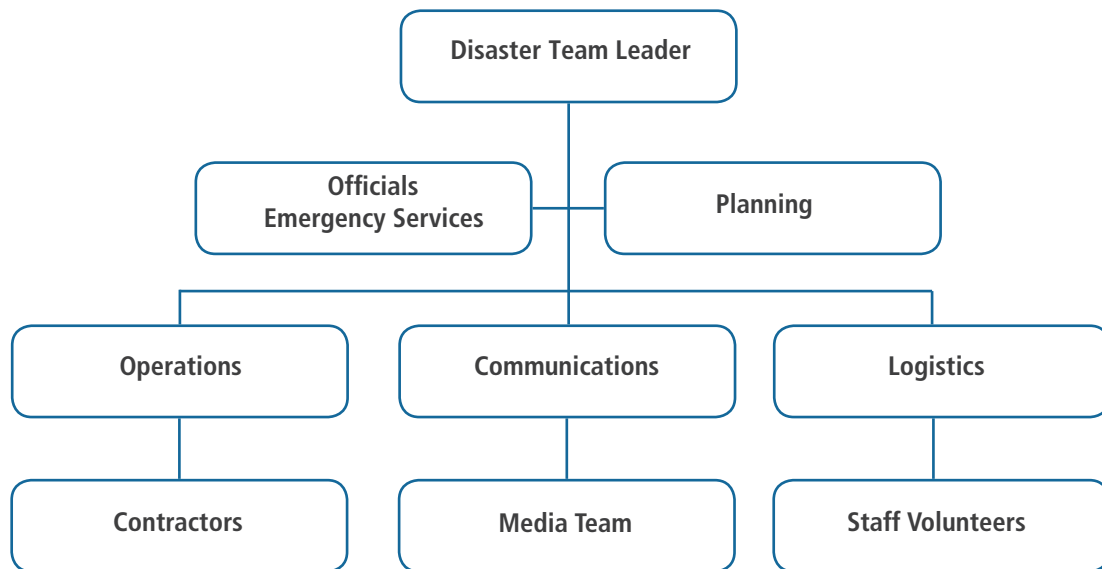 Disaster Team Leader
Officials
Emergency Services
Planning
Operations
Communications
Logistics
Contractors
Media Team
Staff Volunteers